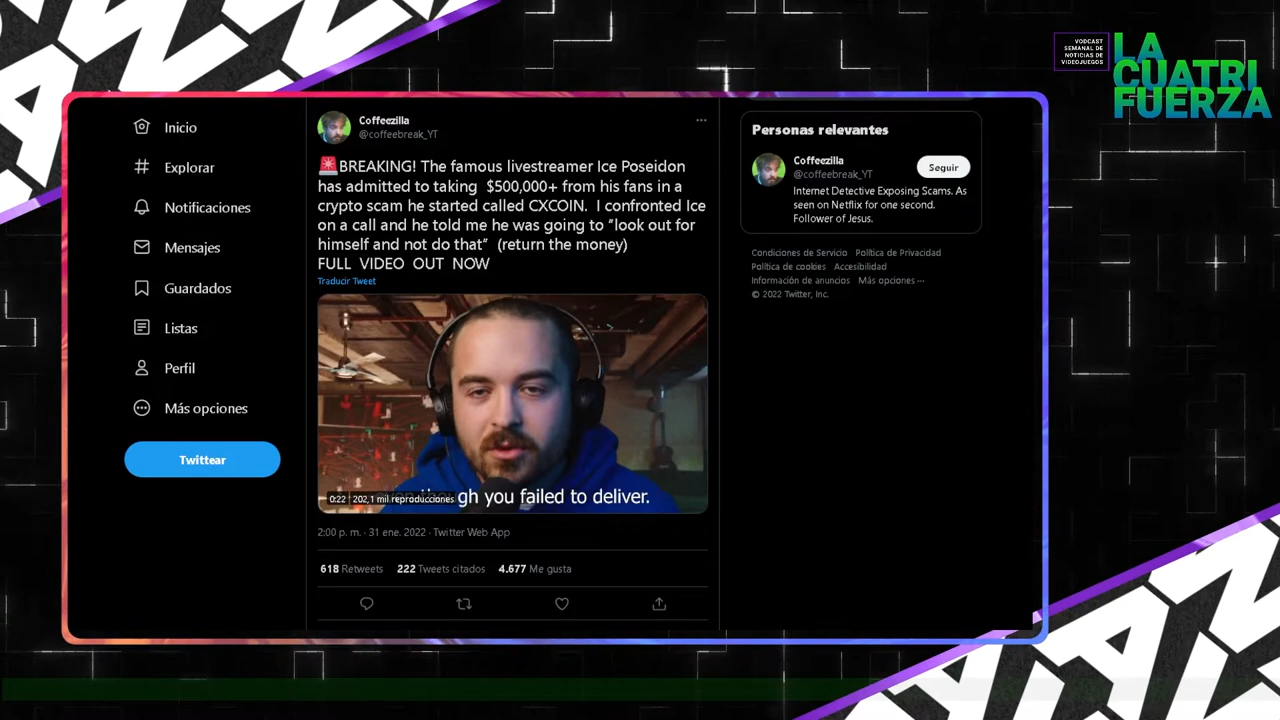 VODCAST
SEMANAL DE
NOTICIAS DE
VIDEOJUEGOS
LA
CUATRI
FUERZA
Inicio
Explorar
Notificaciones
Mensajes
Guardados
Listas
Perfil
Más opciones
Twittear
Coffeezilla
@coffeebreak_YT
🚨BREAKING! The famous livestreamer Ice Poseidon
has admitted to taking $500,000+ from his fans in a
crypto scam he started called CXCOIN. I confronted Ice
on a call and he told me he was going to "look out for
himself and not do that" (return the money)
FULL VIDEO OUT NOW
Traducir Tweet
0:22 202,1 mil reproducciones
gh you failed to deliver.
2:00 p. m. · 31 ene. 2022 · Twitter Web App
618 Retweets 222 Tweets citados 4.677 Me gusta
Personas relevantes
Coffeezilla
@coffeebreak_YT
Seguir
Internet Detective Exposing Scams. As
seen on Netflix for one second.
Follower of Jesus.
Condiciones de Servicio Política de Privacidad
Política de cookies Accesibilidad
Información de anuncios Más opciones ···
© 2022 Twitter, Inc.